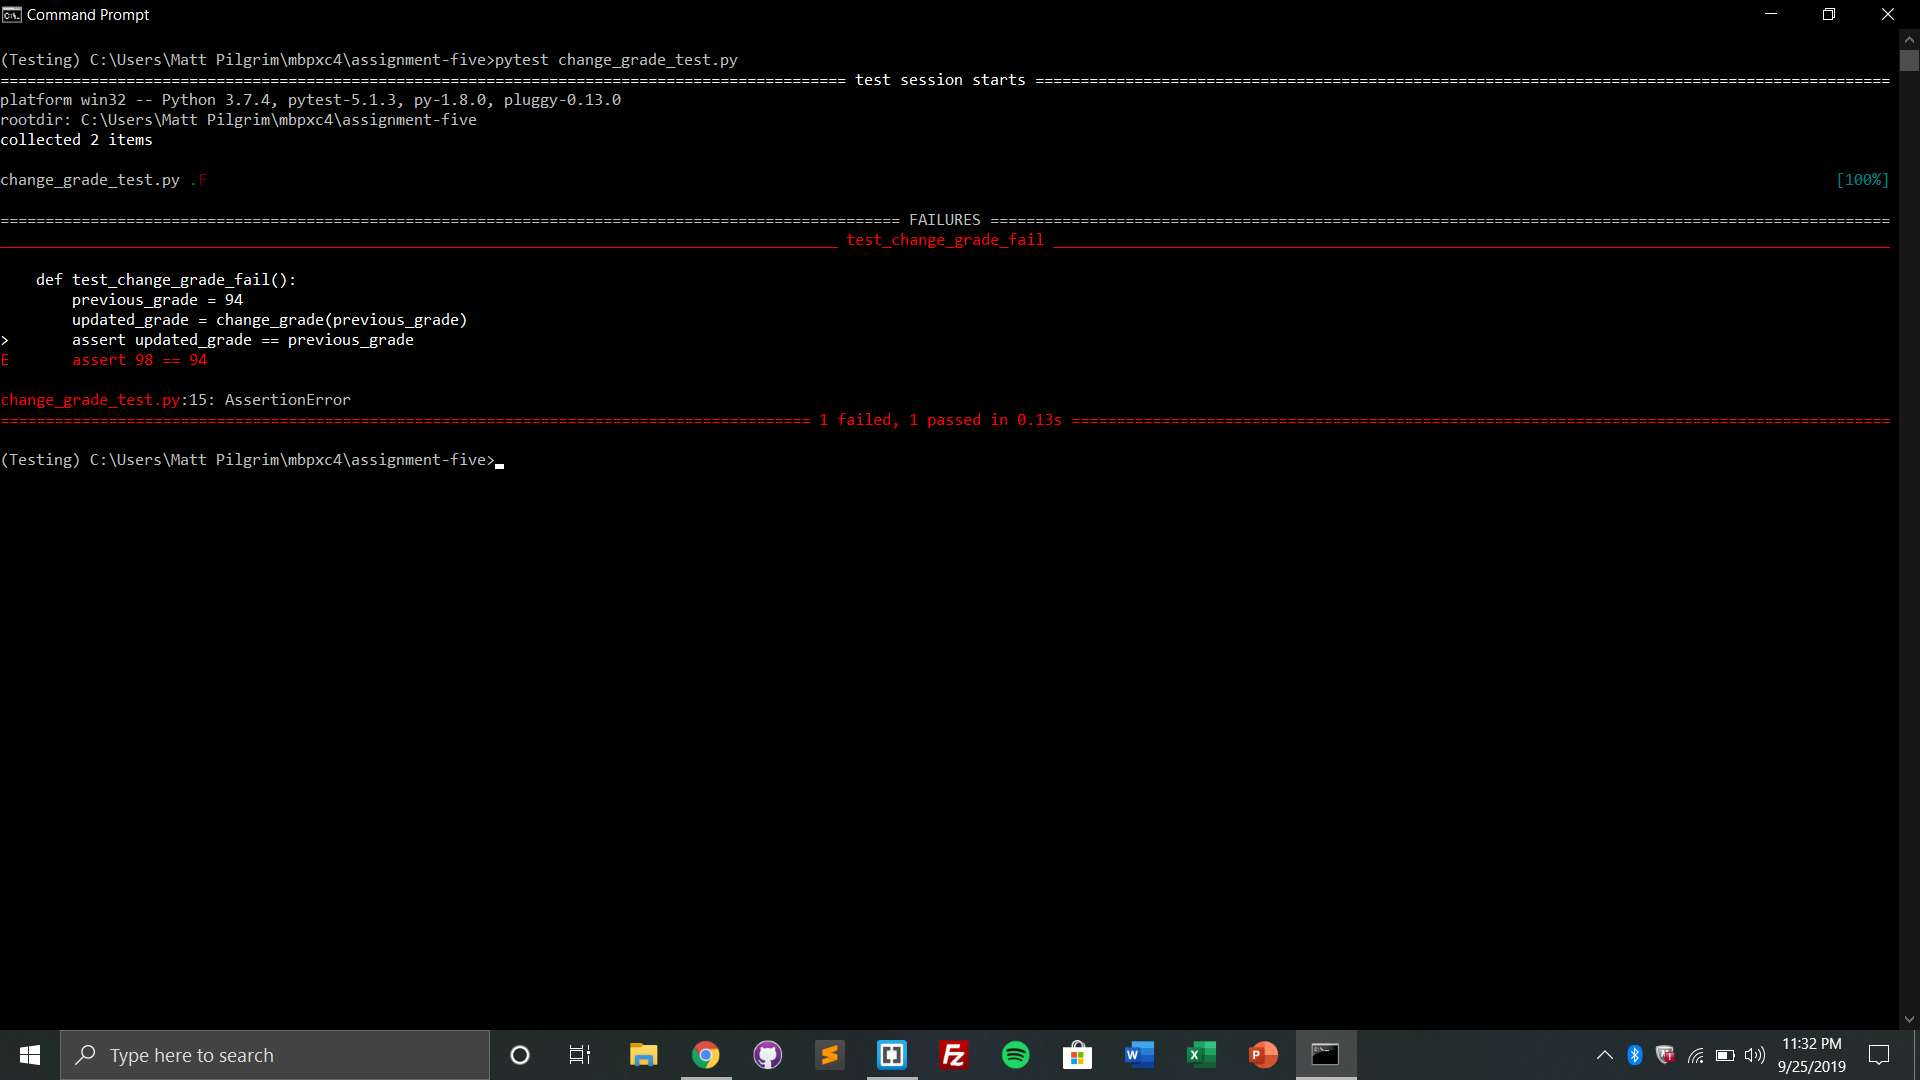 Command Prompt
(Testing) C:\Users\Matt Pilgrim\mbpxc4\assignment-five>pytest change_grade_test.py
============================================================================================== test session starts ===============================================================================================
platform win32 -- Python 3.7.4, pytest-5.1.3, py-1.8.0, pluggy-0.13.0
rootdir: C:\Users\Matt Pilgrim\mbpxc4\assignment-five
collected 2 items
change_grade_test.py .F [100%]
==================================================================================================== FAILURES ====================================================================================================
_____________________________________________________________________________________________ test_change_grade_fail _____________________________________________________________________________________________
def test_change_grade_fail():
previous_grade = 94
updated_grade = change_grade(previous_grade)
> assert updated_grade == previous_grade
E assert 98 == 94
change_grade_test.py:15: AssertionError
========================================================================================== 1 failed, 1 passed in 0.13s ===========================================================================================
(Testing) C:\Users\Matt Pilgrim\mbpxc4\assignment-five>
Type here to search
11:32 PM
9/25/2019